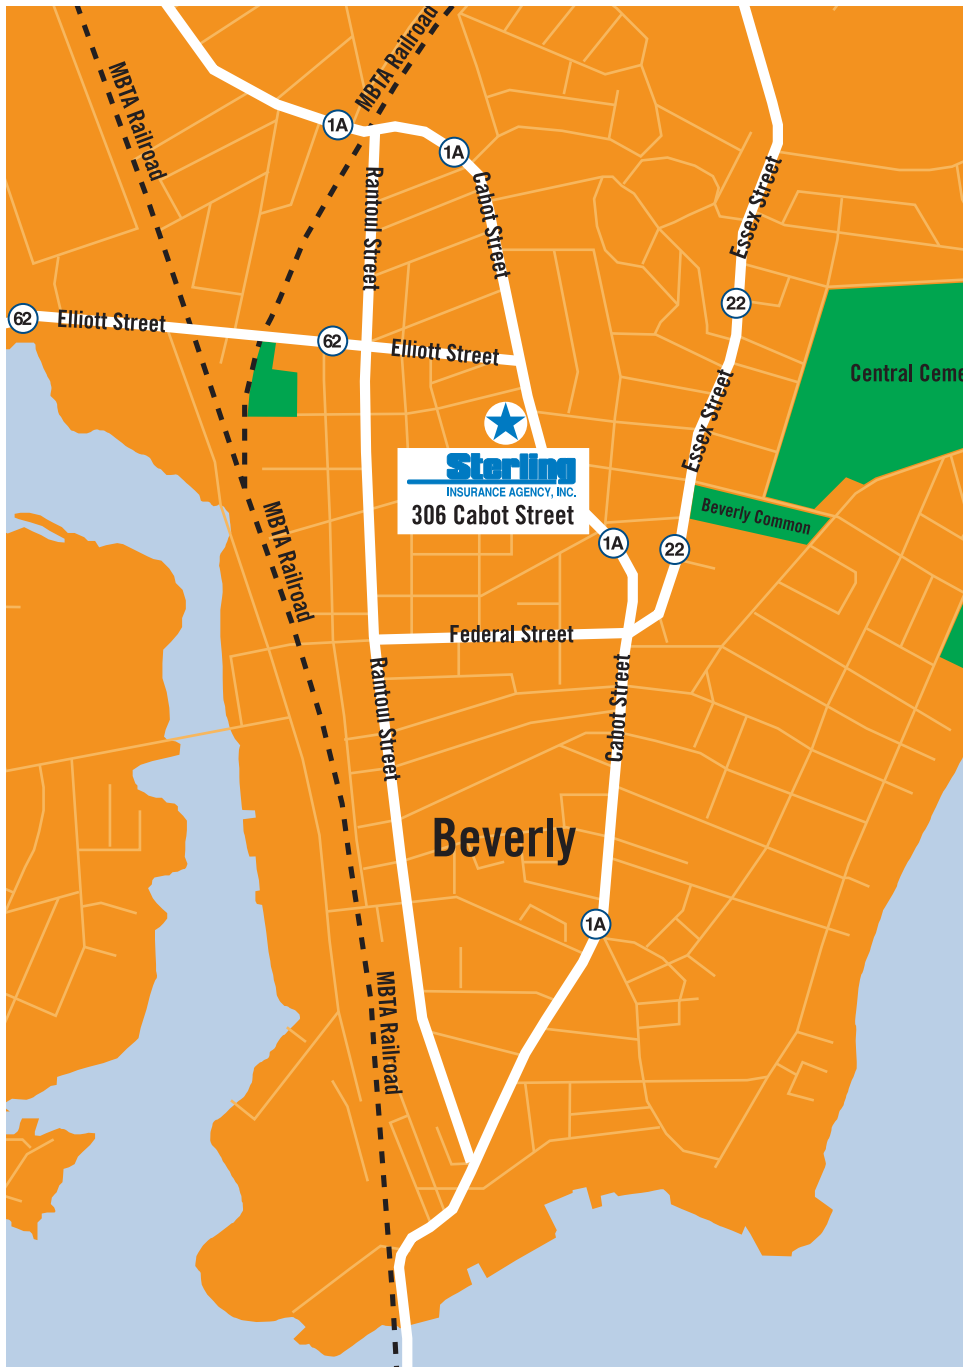 MBTA Railroad
MBTA Railroad
1A
1A
Rantoul Street
Cabot Street
Essex Street
22
62
Elliott Street
62
Elliott Street
Essex Street
Central Ceme
Sterling
INSURANCE AGENCY, INC.
306 Cabot Street
Beverly Common
MBTA Railroad
1A
22
Federal Street
Rantoul Street
Cabot Street
Beverly
1A
MBTA Railroad